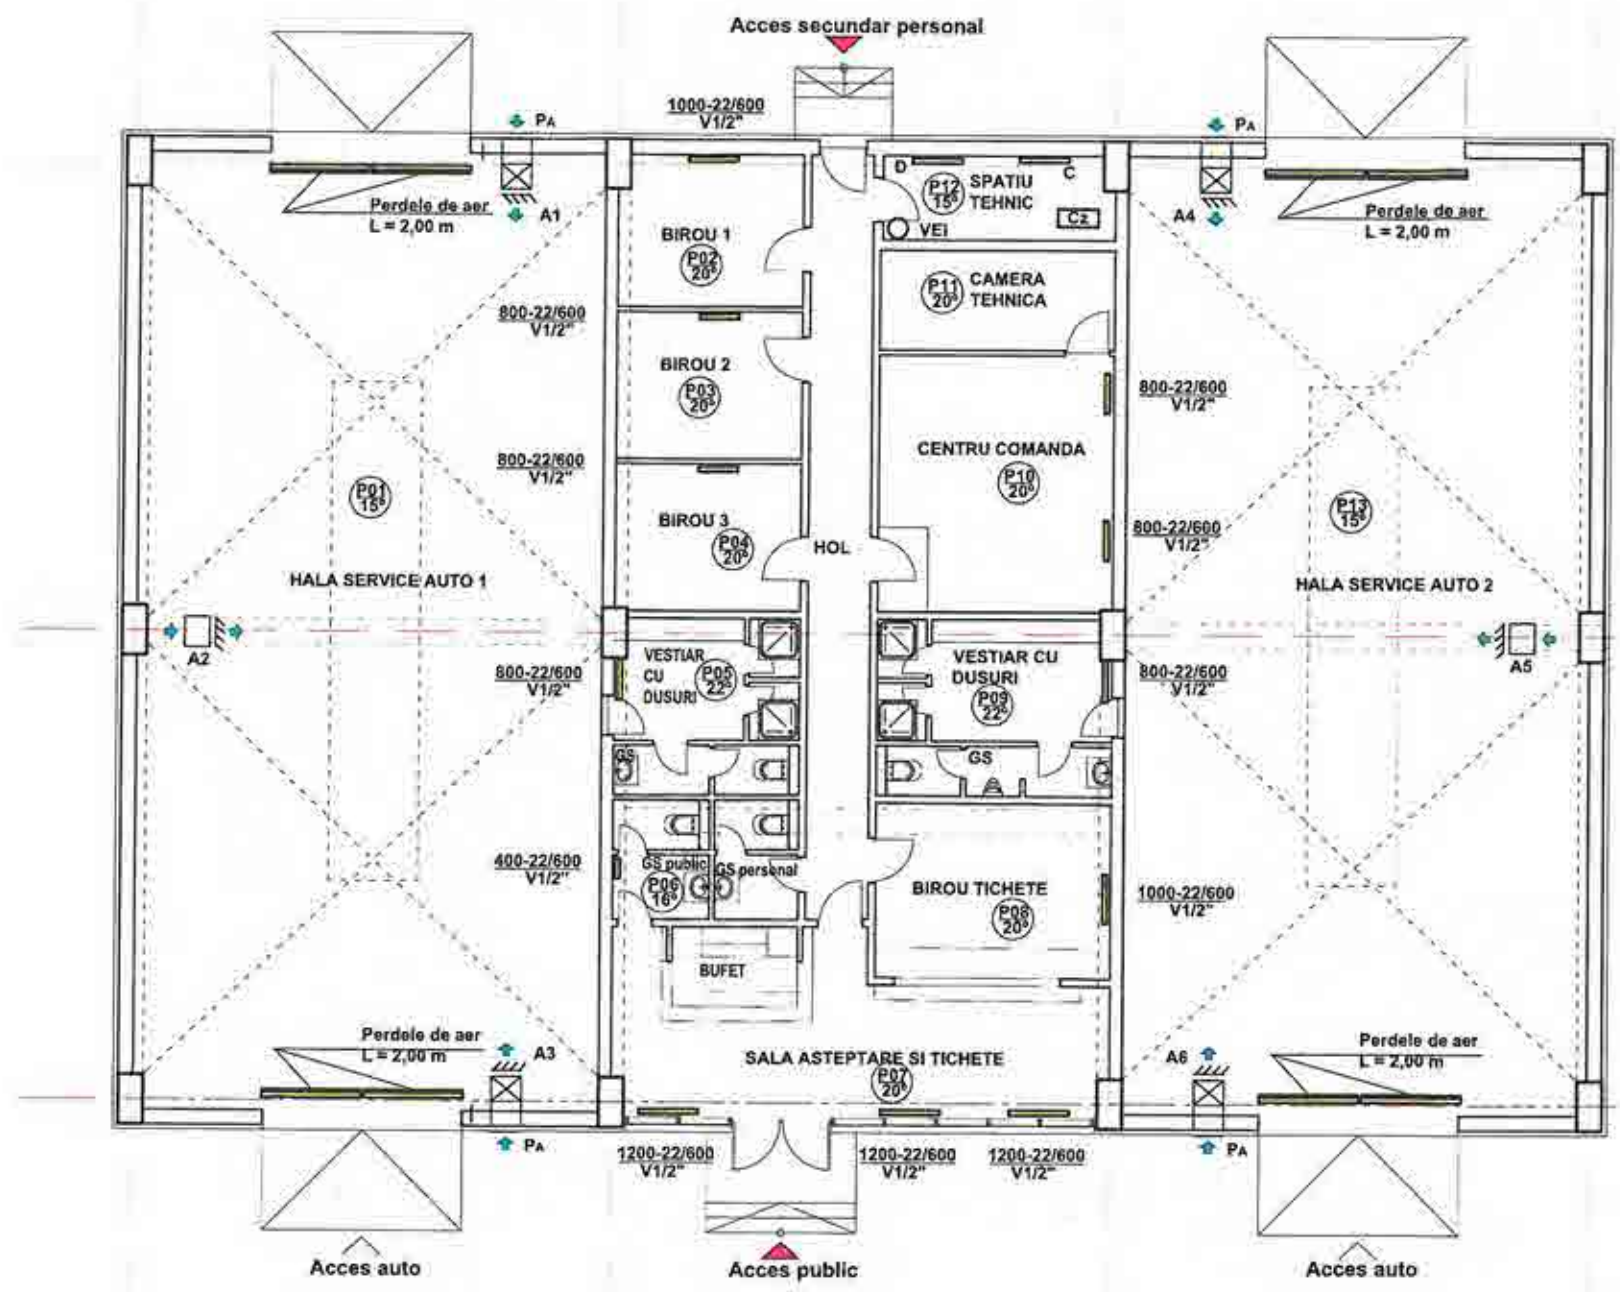 Acces secundar personal
1000-22/600
V1/2"
PA
PA
D
C
P12
15°
SPATIU
TEHNIC
Cz
VEI
Perdele de aer
L = 2,00 m
A1
A4
Perdele de aer
L = 2,00 m
BIROU 1
P02
20°
P11
20°
CAMERA
TEHNICA
800-22/600
V1/2"
BIROU 2
P03
20°
800-22/600
V1/2"
CENTRU COMANDA
P10
20°
800-22/600
V1/2"
P01
15°
BIROU 3
P04
20°
HOL
800-22/600
V1/2"
P13
15°
HALA SERVICE AUTO 1
HALA SERVICE AUTO 2
A2
A5
VESTIAR
CU
DUSURI
P05
22°
800-22/600
V1/2"
VESTIAR CU
DUSURI
P09
22°
800-22/600
V1/2"
GS
GS
400-22/600
V1/2"
GS public
P06
16°
GS personal
BIROU TICHETE
P08
20°
1000-22/600
V1/2"
BUFET
Perdele de aer
L = 2,00 m
A3
SALA ASTEPTARE SI TICHETE
P07
20°
A6
Perdele de aer
L = 2,00 m
PA
PA
1200-22/600
V1/2"
1200-22/600
V1/2"
1200-22/600
V1/2"
Acces auto
Acces public
Acces auto